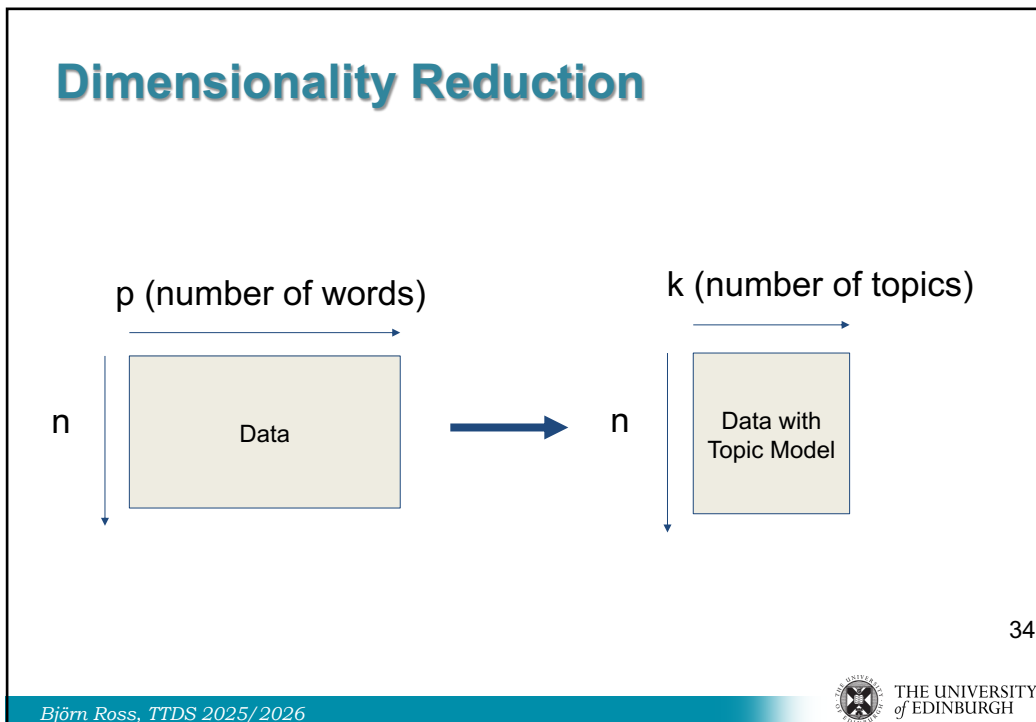 Dimensionality Reduction
p (number of words)
k (number of topics)
n
Data
n
Data with
Topic Model
34
Björn Ross, TTDS 2025/2026
THE UNIVERSITY
of EDINBURGH